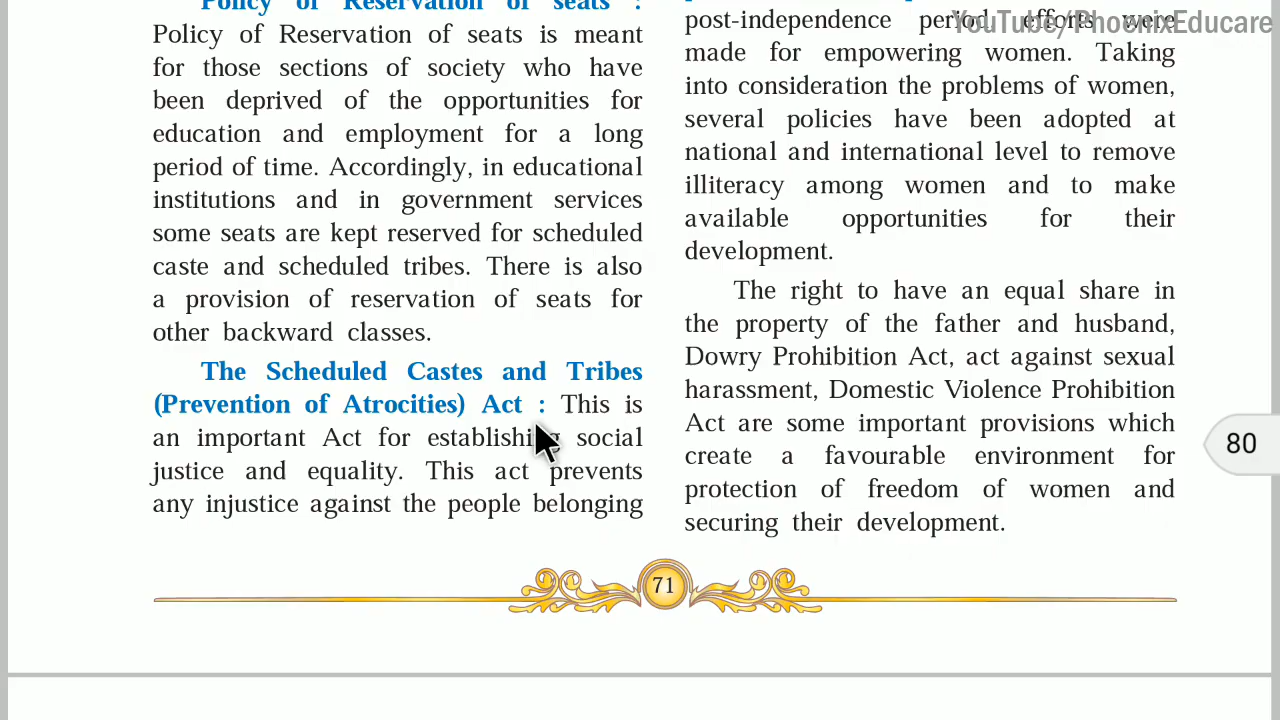 Policy of Reservation of seats :
Policy of Reservation of seats is meant
for those sections of society who have
been deprived of the opportunities for
education and employment for a long
period of time. Accordingly, in educational
institutions and in government services
some seats are kept reserved for scheduled
caste and scheduled tribes. There is also
a provision of reservation of seats for
other backward classes.
The Scheduled Castes and Tribes
(Prevention of Atrocities) Act : This is
an important Act for establishing social
justice and equality. This act prevents
any injustice against the people belonging
YouTube/PhoenixEducare
post-independence period efforts were
made for empowering women. Taking
into consideration the problems of women,
several policies have been adopted at
national and international level to remove
illiteracy among women and to make
available opportunities for their
development.
The right to have an equal share in
the property of the father and husband,
Dowry Prohibition Act, act against sexual
harassment, Domestic Violence Prohibition
Act are some important provisions which
create a favourable environment for
protection of freedom of women and
securing their development.
80
71